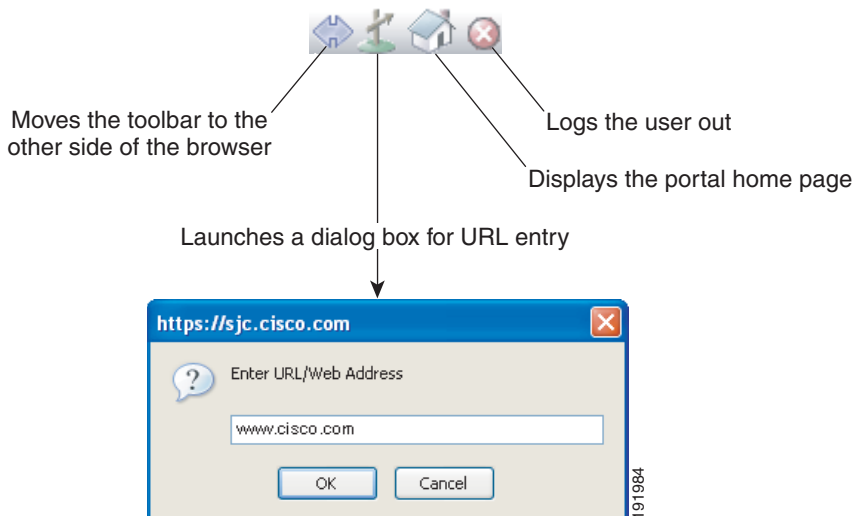 Moves the toolbar to the
other side of the browser
Logs the user out
Displays the portal home page
Launches a dialog box for URL entry
https://sjc.cisco.com
?
Enter URL/Web Address
www.cisco.com
OK
Cancel
191984